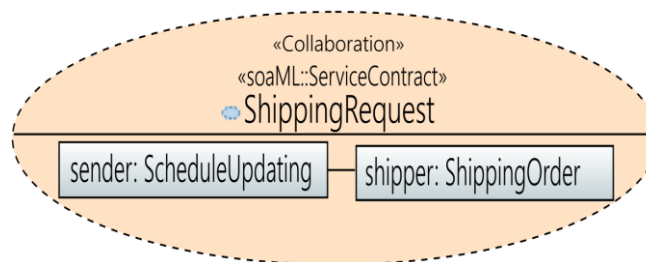 «Collaboration»
«soaML::ServiceContract»
ShippingRequest
sender: ScheduleUpdating
shipper: ShippingOrder